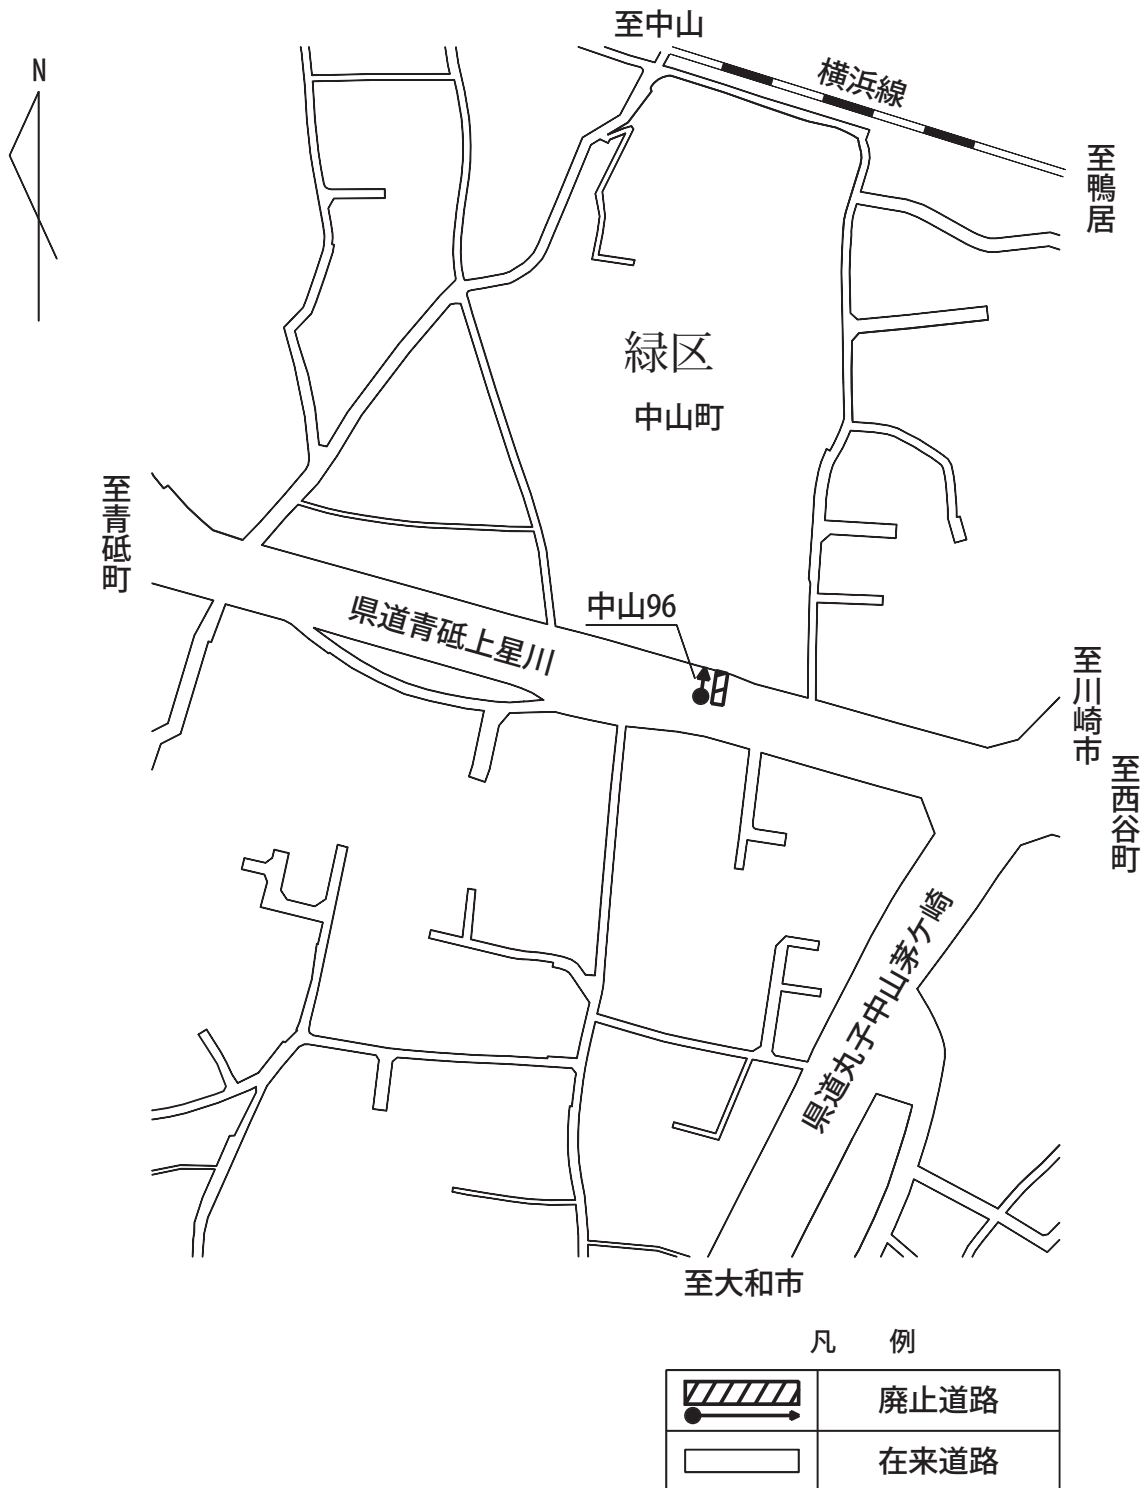 至中山
N
横浜線
至鴨居
緑区
中山町
至青砥町
中山96
県道青砥上星川
至川崎市
至西谷町
県道丸子中山茅ケ崎
至大和市
凡 例
廃止道路
在来道路